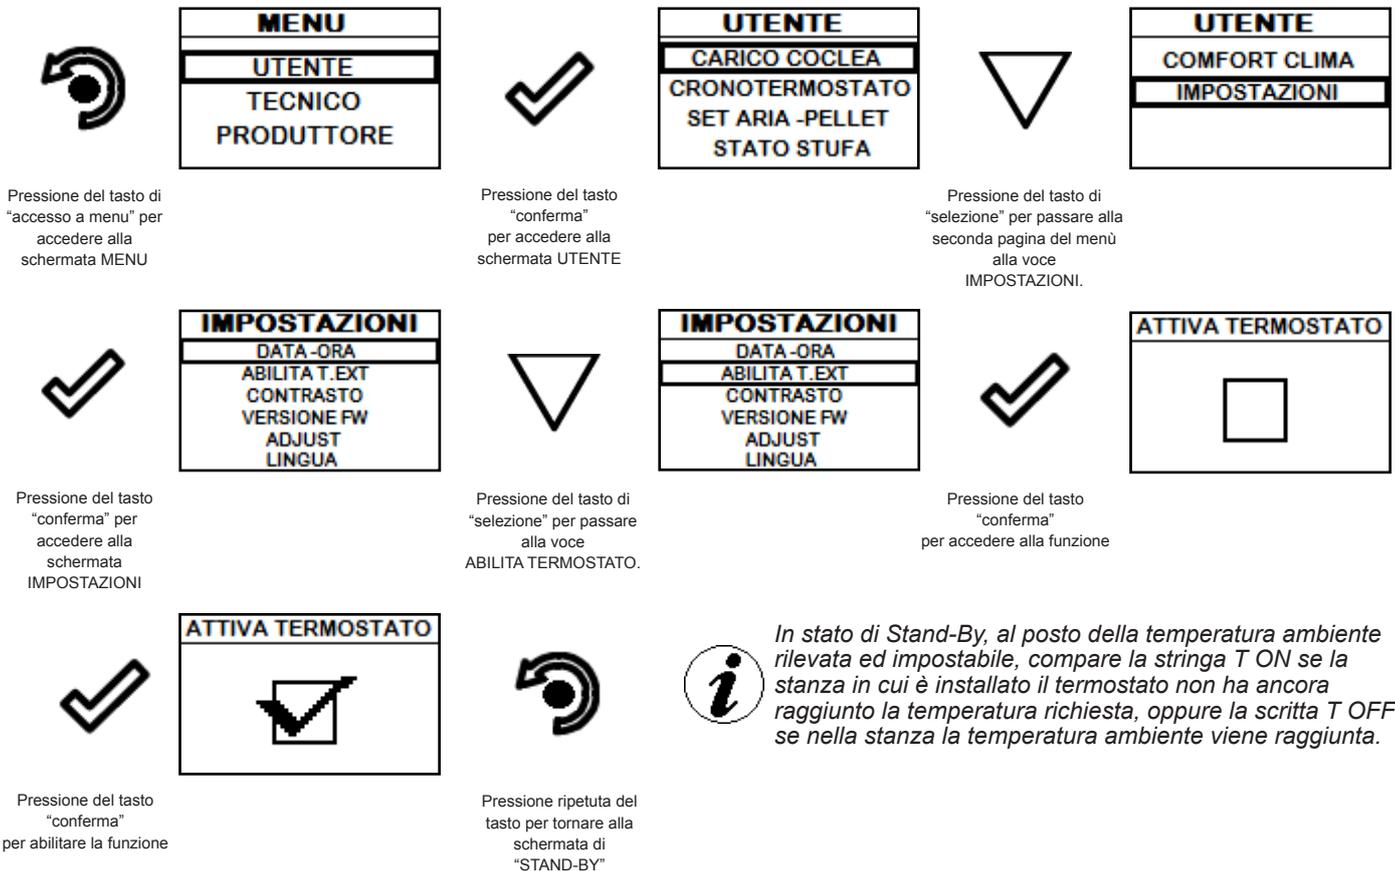 MENU
UTENTE
TECNICO
PRODUTTORE
UTENTE
CARICO COCLEA
CRONOTERMOSTATO
SET ARIA -PELLET
STATO STUFA
UTENTE
COMFORT CLIMA
IMPOSTAZIONI
Pressione del tasto di
“accesso a menu” per
accedere alla
schermata MENU
Pressione del tasto
“conferma”
per accedere alla
schermata UTENTE
Pressione del tasto di
“selezione” per passare alla
seconda pagina del menù
alla voce
IMPOSTAZIONI.
IMPOSTAZIONI
DATA-ORA
ABILITA T.EXT
CONTRASTO
VERSIONE FW
ADJUST
LINGUA
IMPOSTAZIONI
DATA-ORA
ABILITA T.EXT
CONTRASTO
VERSIONE FW
ADJUST
LINGUA
ATTIVA TERMOSTATO
Pressione del tasto
“conferma” per
accedere alla
schermata
IMPOSTAZIONI
Pressione del tasto di
“selezione” per passare
alla voce
ABILITA TERMOSTATO.
Pressione del tasto
“conferma”
per accedere alla funzione
ATTIVA TERMOSTATO
In stato di Stand-By, al posto della temperatura ambiente
rilevata ed impostabile, compare la stringa T ON se la
stanza in cui è installato il termostato non ha ancora
raggiunto la temperatura richiesta, oppure la scritta T OFF
se nella stanza la temperatura ambiente viene raggiunta.
Pressione del tasto
“conferma”
per abilitare la funzione
Pressione ripetuta del
tasto per tornare alla
schermata di
“STAND-BY”